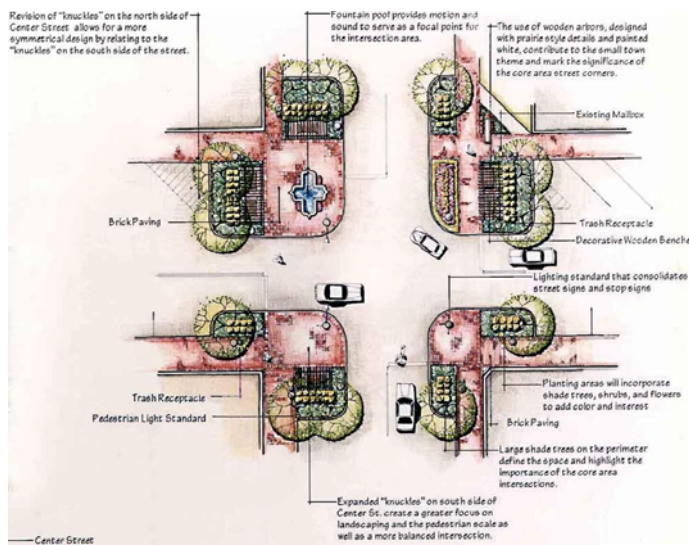 Revision of "knuckles" on the north side of
Center Street allows for a more
symmetrical design by relating to the
"knuckles" on the south side of the street.
Fountain pool provides motion and
sound to serve as a focal point for
the intersection area.
The use of wooden arbors, designed
with prairie style details and painted
white, contribute to the small town
theme and mark the significance of
the core area street corners.
Existing Mailbox
Brick Paving
Trash Receptacle
Decorative Wooden Benche
Lighting standard that consolidates
street signs and stop signs
Trash Receptacle
Pedestrian Light Standard
Planting areas will incorporate
shade trees, shrubs, and flowers
to add color and interest
Brick Paving
Large shade trees on the perimeter
define the space and highlight the
importance of the core area
intersections.
Expanded "knuckles" on south side of
Center St. create a greater focus on
landscaping and the pedestrian scale as
well as a more balanced intersection.
Center Street